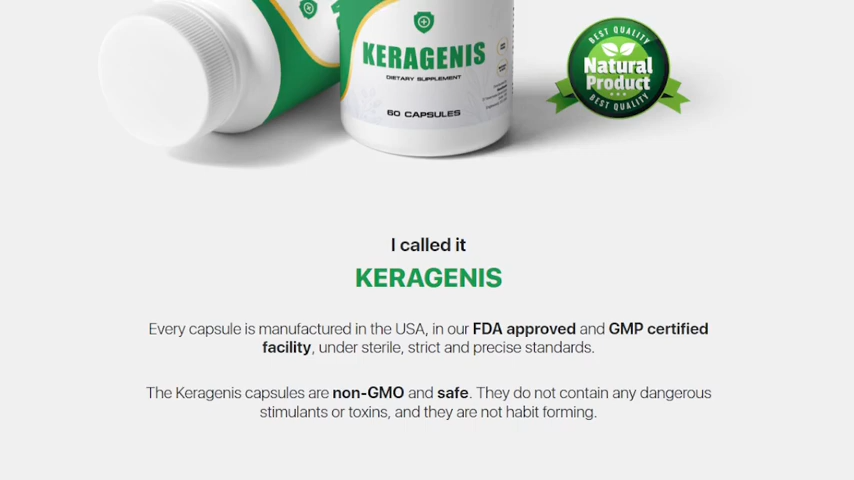 KERAGENIS
DIETARY SUPPLEMENT
60 CAPSULES
BEST QUALITY
Natural
Product
BEST QUALITY
I called it
KERAGENIS
Every capsule is manufactured in the USA, in our FDA approved and GMP certified
facility, under sterile, strict and precise standards.
The Keragenis capsules are non-GMO and safe. They do not contain any dangerous
stimulants or toxins, and they are not habit forming.